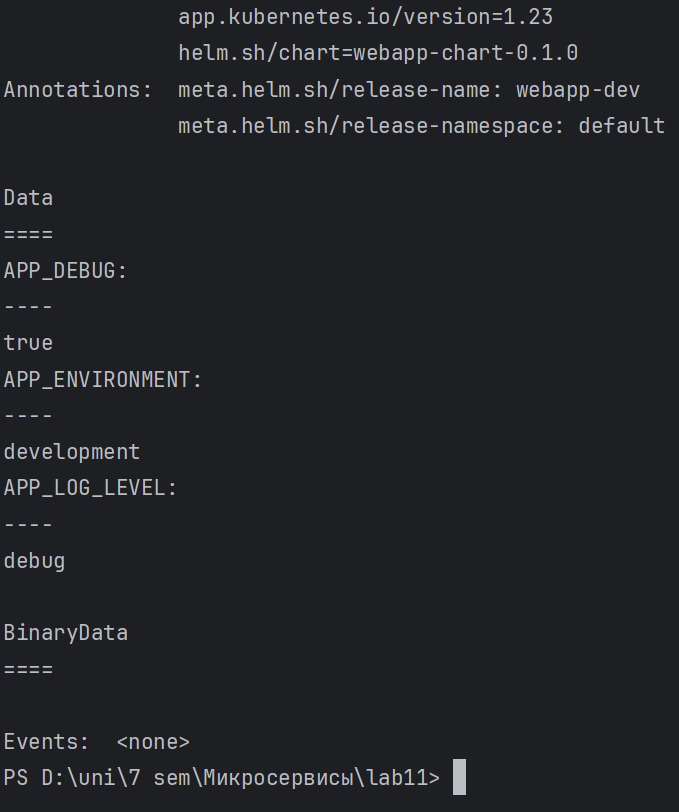 app.kubernetes.io/version=1.23
helm.sh/chart=webapp-chart-0.1.0
Annotations:  meta.helm.sh/release-name: webapp-dev
meta.helm.sh/release-namespace: default
Data
====
APP_DEBUG:
----
true
APP_ENVIRONMENT:
----
development
APP_LOG_LEVEL:
----
debug
BinaryData
====
Events:  <none>
PS D:\uni\7 sem\Микросервисы\lab11>